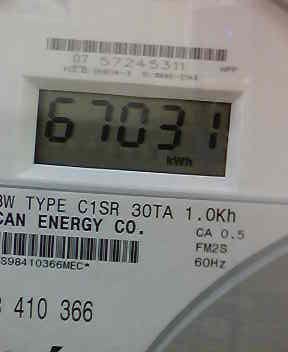 07 57245311
67031
kWh
3W TYPE C1SR 30TA 1.0Kh
CAN ENERGY CO.
CA 0.5
FM2S
S98410366MEC*
60Hz
410 366